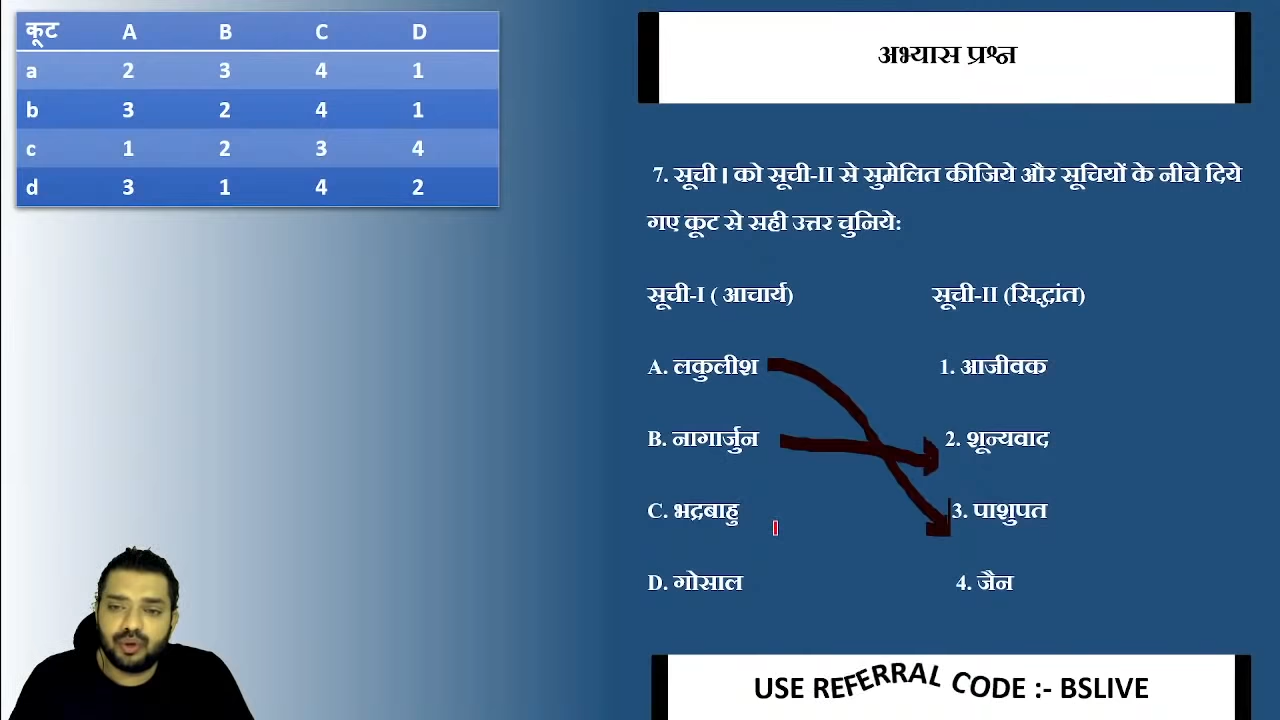 कूट A B C D
a 2 3 4 1
b 3 2 4 1
c 1 2 3 4
d 3 1 4 2
अभ्यास प्रश्न
7. सूची I को सूची-II से सुमेलित कीजिये और सूचियों के नीचे दिये
गए कूट से सही उत्तर चुनिये:
सूची-I ( आचार्य) सूची-II (सिद्धांत)
A. लकुलीश 1. आजीवक
B. नागार्जुन 2. शून्यवाद
C. भद्रबाहु 3. पाशुपत
D. गोसाल 4. जैन
USE REFERRAL CODE :- BSLIVE